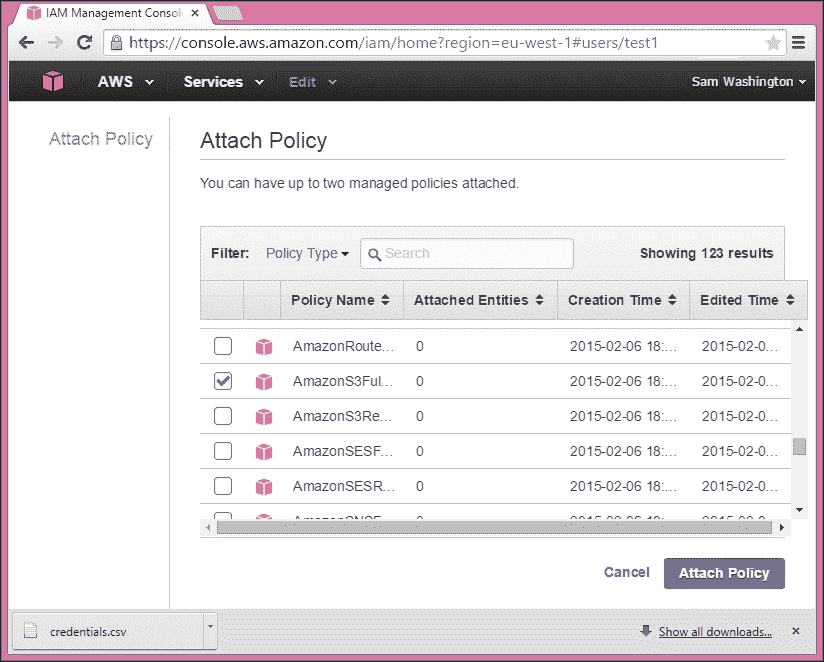 IAM Management Consol
https://console.aws.amazon.com/iam/home?region=eu-west-1#users/test1
AWS Services Edit Sam Washington
Attach Policy
Attach Policy
You can have up to two managed policies attached.
Filter: Policy Type Search Showing 123 results
Policy Name Attached Entities Creation Time Edited Time
AmazonRoute... 0 2015-02-06 18:... 2015-02-0...
AmazonS3Ful... 0 2015-02-06 18:... 2015-02-0...
AmazonS3Re... 0 2015-02-06 18:... 2015-02-0...
AmazonSESF... 0 2015-02-06 18:... 2015-02-0...
AmazonSESR... 0 2015-02-06 18:... 2015-02-0...
Cancel Attach Policy
credentials.csv Show all downloads...